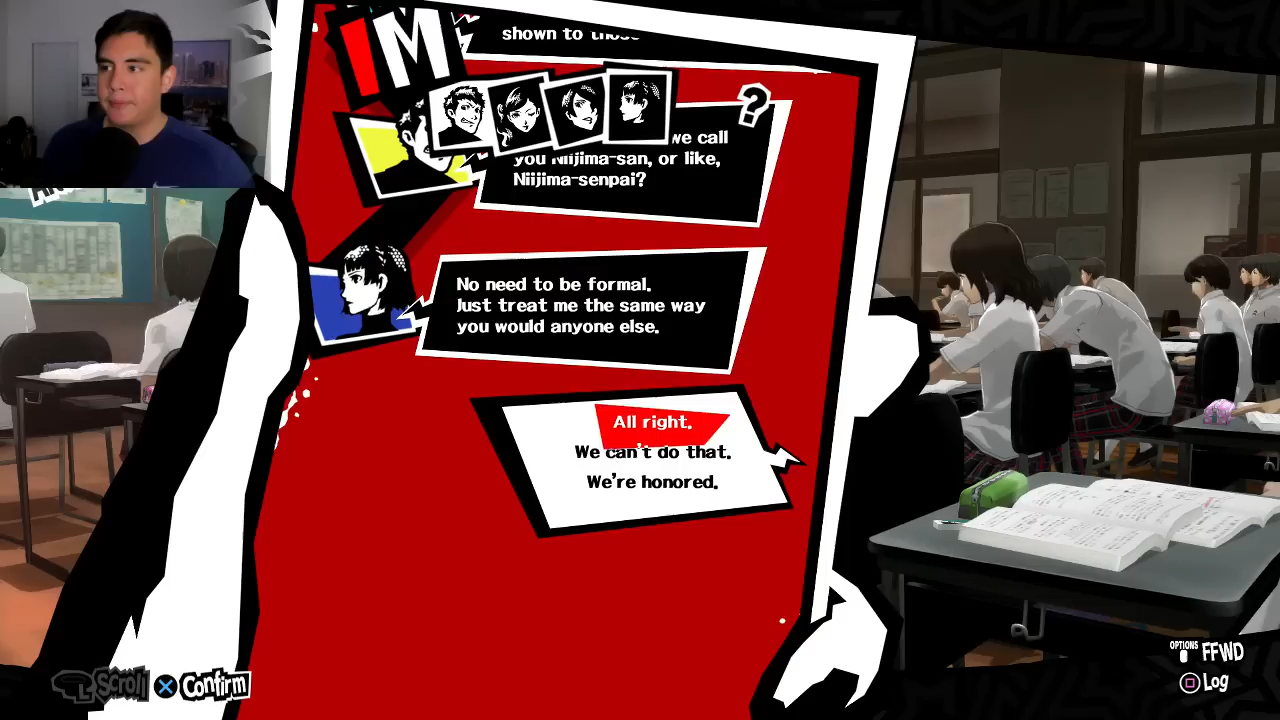 IM
shown to those
?
we call
you Niijima-san, or like,
Niijima-senpai?
No need to be formal.
Just treat me the same way
you would anyone else.
All right.
We can't do that.
We're honored.
L Scroll
Confirm
OPTIONS
FFWD
Log